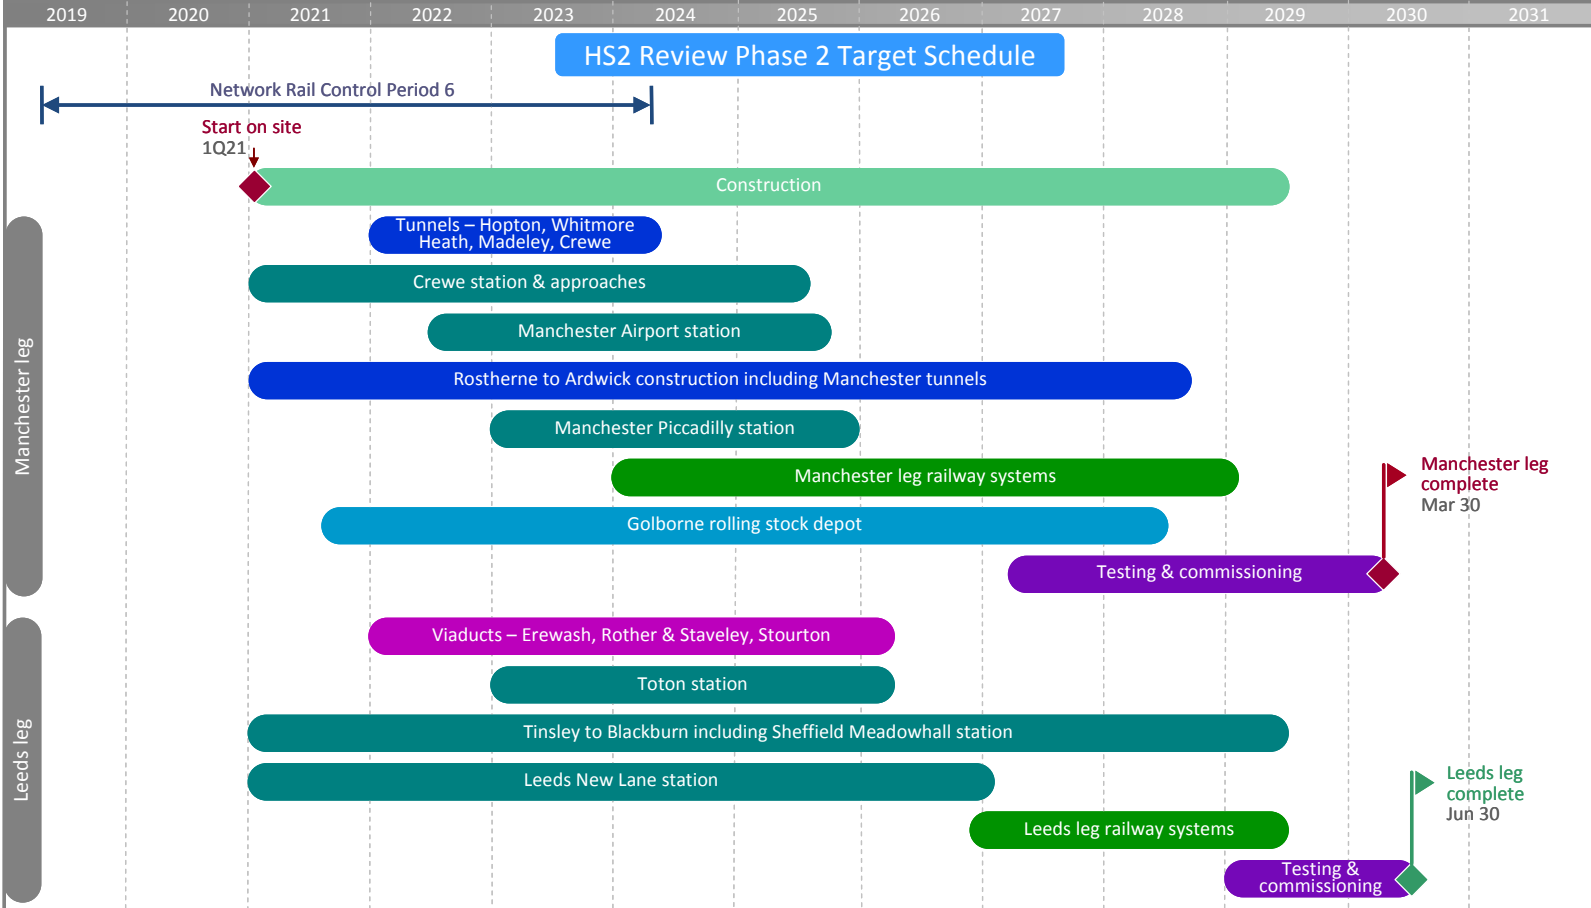 2019 2020 2021 2022 2023 2024 2025 2026 2027 2028 2029 2030 2031
HS2 Review Phase 2 Target Schedule
Network Rail Control Period 6
Start on site
1Q21
Construction
Manchester leg
Tunnels – Hopton, Whitmore
Heath, Madeley, Crewe
Crewe station & approaches
Manchester Airport station
Rostherne to Ardwick construction including Manchester tunnels
Manchester Piccadilly station
Manchester leg railway systems
Manchester leg
complete
Mar 30
Golborne rolling stock depot
Testing & commissioning
Leeds leg
Viaducts – Erewash, Rother & Staveley, Stourton
Toton station
Tinsley to Blackburn including Sheffield Meadowhall station
Leeds New Lane station
Leeds leg
complete
Jun 30
Leeds leg railway systems
Testing &
commissioning